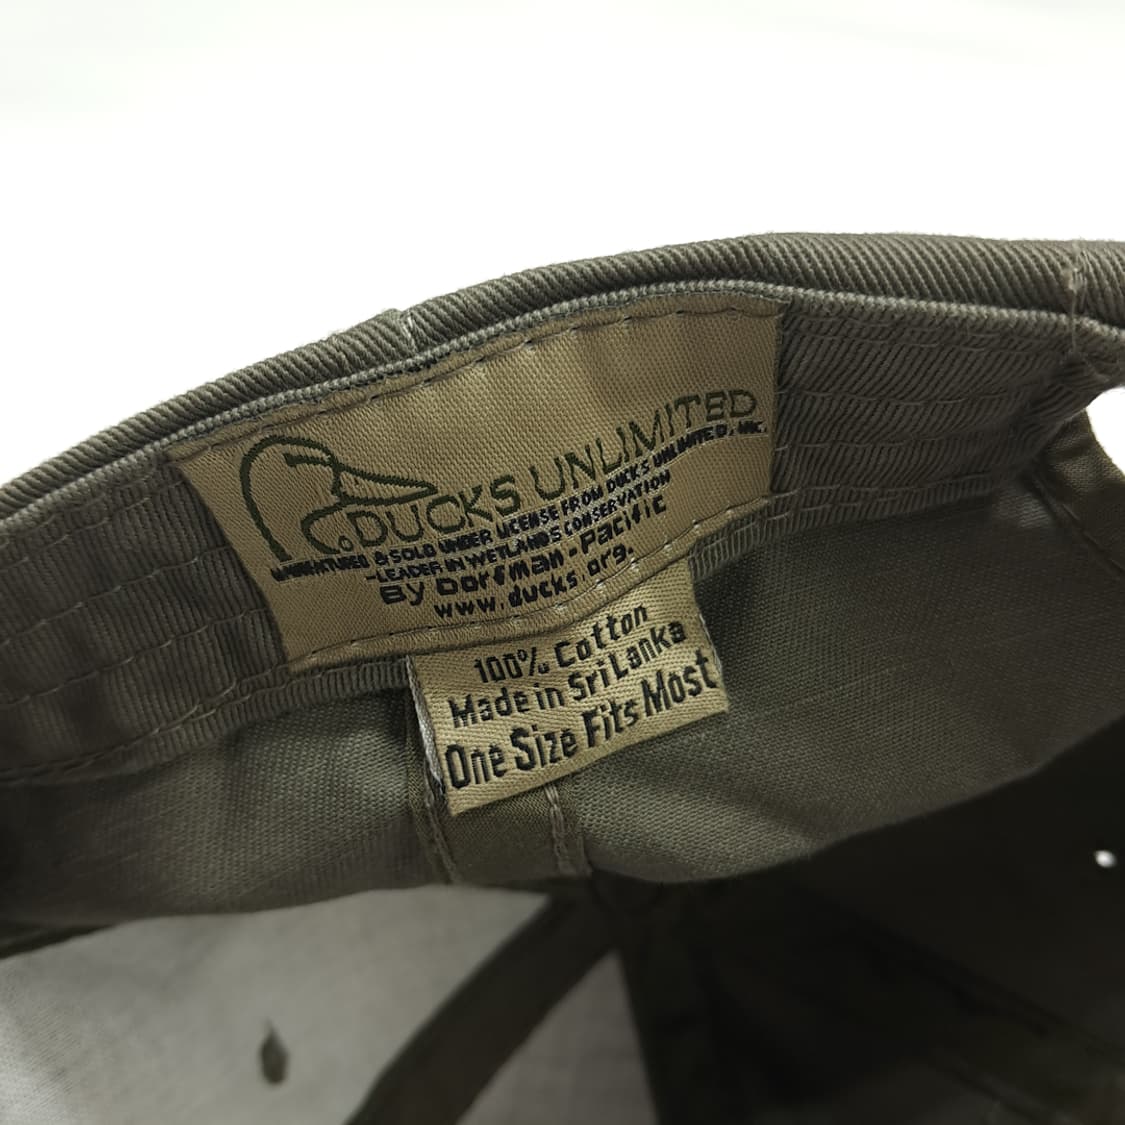 DUCKS UNLIMITED
MANUFATURED & SOLD UNDER LICENSE FROM DUCKS UNLIMITED, INC.
-LEADER IN WETLANDS CONSERVATION
By Dorfman-Pacific
www.ducks.org.
100% Cotton
Made in Sri Lanka
One Size Fits Most